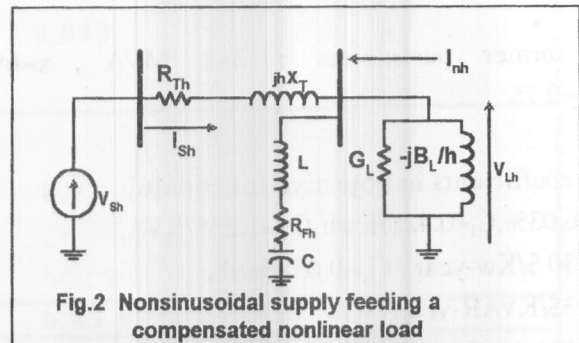 R_Th
jhX_T
I_nh
I_Sh
V_Sh
L
R_Fh
C
G_L
-jB_L/h
V_Lh
Fig.2 Nonsinusoidal supply feeding a
compensated nonlinear load